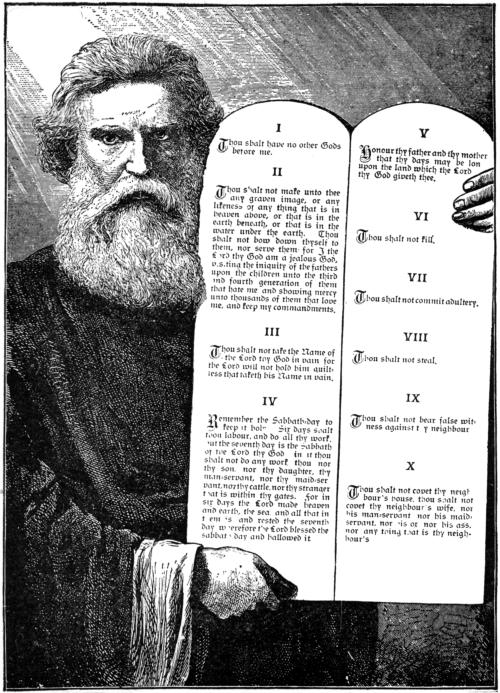 I
Thou shalt have no other Gods
before me.
II
Thou shalt not make unto thee
any graven image, or any
likeness of any thing that is in
heaven above, or that is in the
earth beneath, or that is in the
water under the earth. Thou
shalt not bow down thyself to
them, nor serve them: for I the
Lord thy God am a jealous God,
visiting the iniquity of the fathers
upon the children unto the third
and fourth generation of them
that hate me and showing mercy
unto thousands of them that love
me, and keep my commandments.
III
Thou shalt not take the Name of
the Lord thy God in vain for
the Lord will not hold him guilt-
less that taketh his Name in vain.
IV
Remember the Sabbath-day to
keep it holy Six days shalt
thou labour, and do all thy work,
but the seventh day is the Sabbath
of the Lord thy God in it thou
shalt not do any work thou nor
thy son, nor thy daughter, thy
man-servant, nor thy maid-ser
vant, nor thy cattle, nor thy stranger
that is within thy gates. For in
six days the Lord made heaven
and earth, the sea, and all that in
them is and rested the seventh
day wherefore the Lord blessed the
Sabbath day and hallowed it
V
Honour thy father and thy mother
that thy days may be lon
upon the land which the Lord
thy God giveth thee.
VI
Thou shalt not kill.
VII
Thou shalt not commit adultery.
VIII
Thou shalt not steal.
IX
Thou shalt not bear false wit-
ness against thy neighbour
X
Thou shalt not covet thy neigh
bour's house, thou shalt not
covet thy neighbour's wife, nor
his man-servant nor his maid-
servant, nor his ox nor his ass,
nor any thing that is thy neigh-
bour's